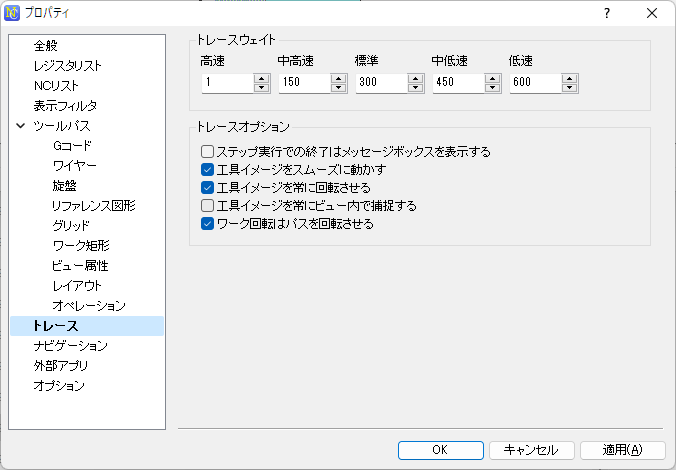 プロパティ
?
全般
レジスタリスト
NCリスト
表示フィルタ
ツールパス
Gコード
ワイヤー
旋盤
リファレンス図形
グリッド
ワーク矩形
ビュー属性
レイアウト
オペレーション
トレース
ナビゲーション
外部アプリ
オプション
トレースウェイト
高速 中高速 標準 中低速 低速
1 150 300 450 600
トレースオプション
ステップ実行での終了はメッセージボックスを表示する
工具イメージをスムーズに動かす
工具イメージを常に回転させる
工具イメージを常にビュー内で捕捉する
ワーク回転はパスを回転させる
OK キャンセル 適用(A)